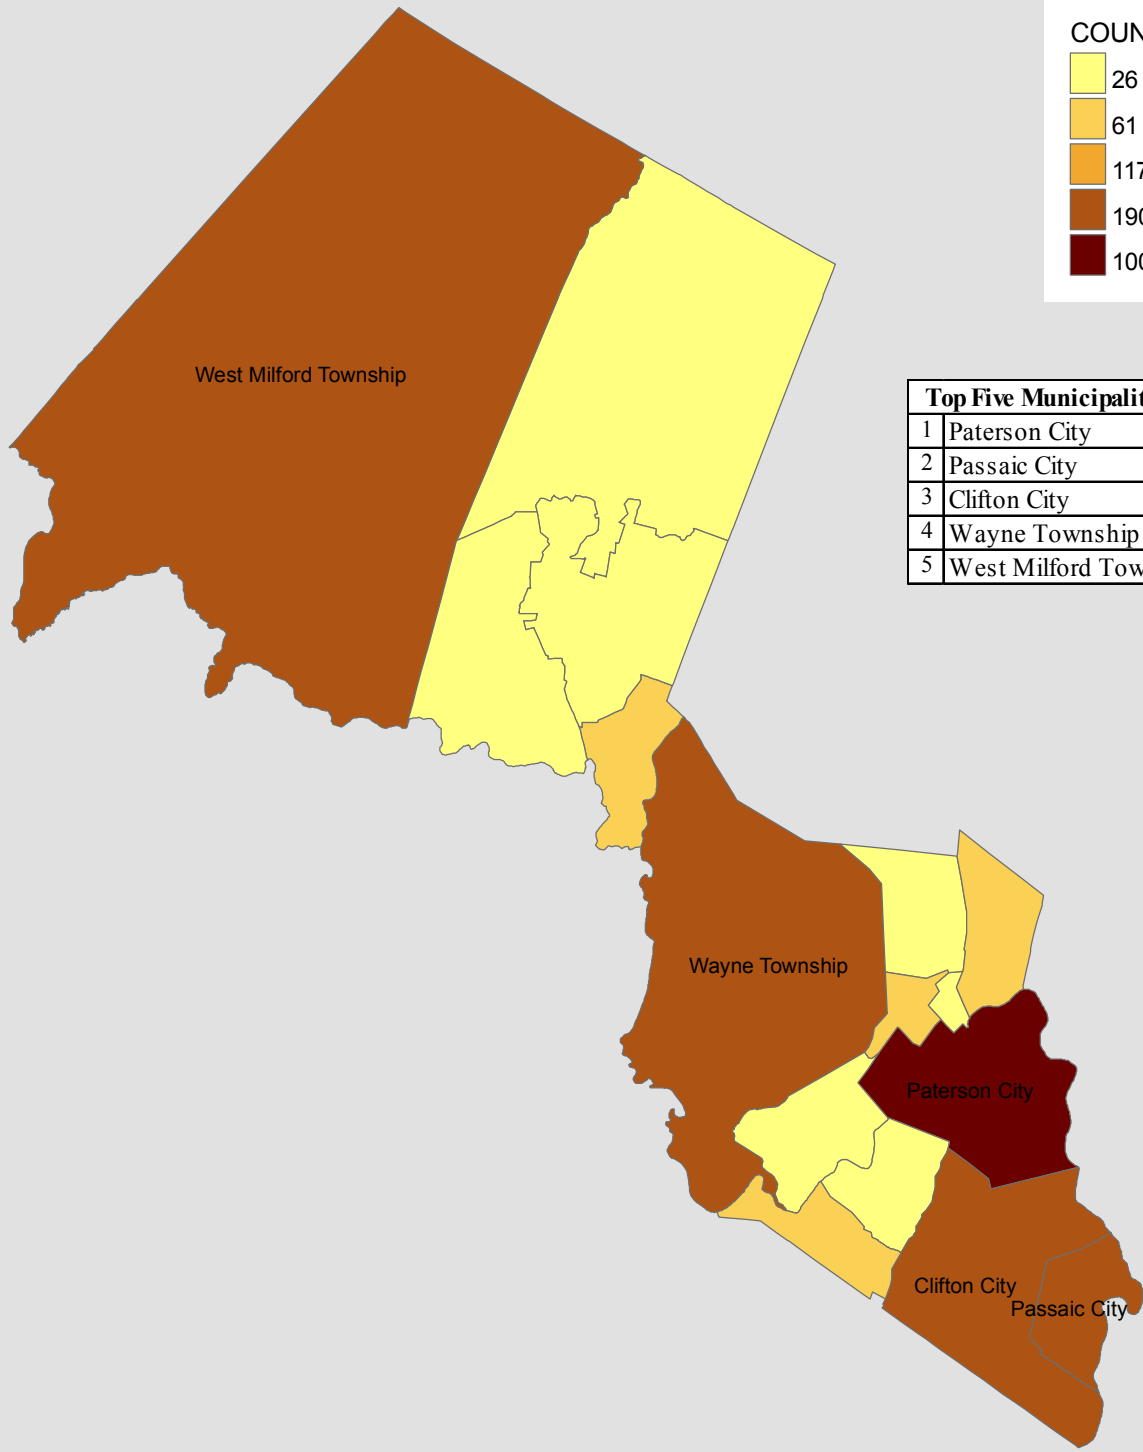 COUN
26
61
117
190
100
West Milford Township
Top Five Municipalit
1 Paterson City
2 Passaic City
3 Clifton City
4 Wayne Township
5 West Milford Tow
Wayne Township
Paterson City
Clifton City
Passaic City